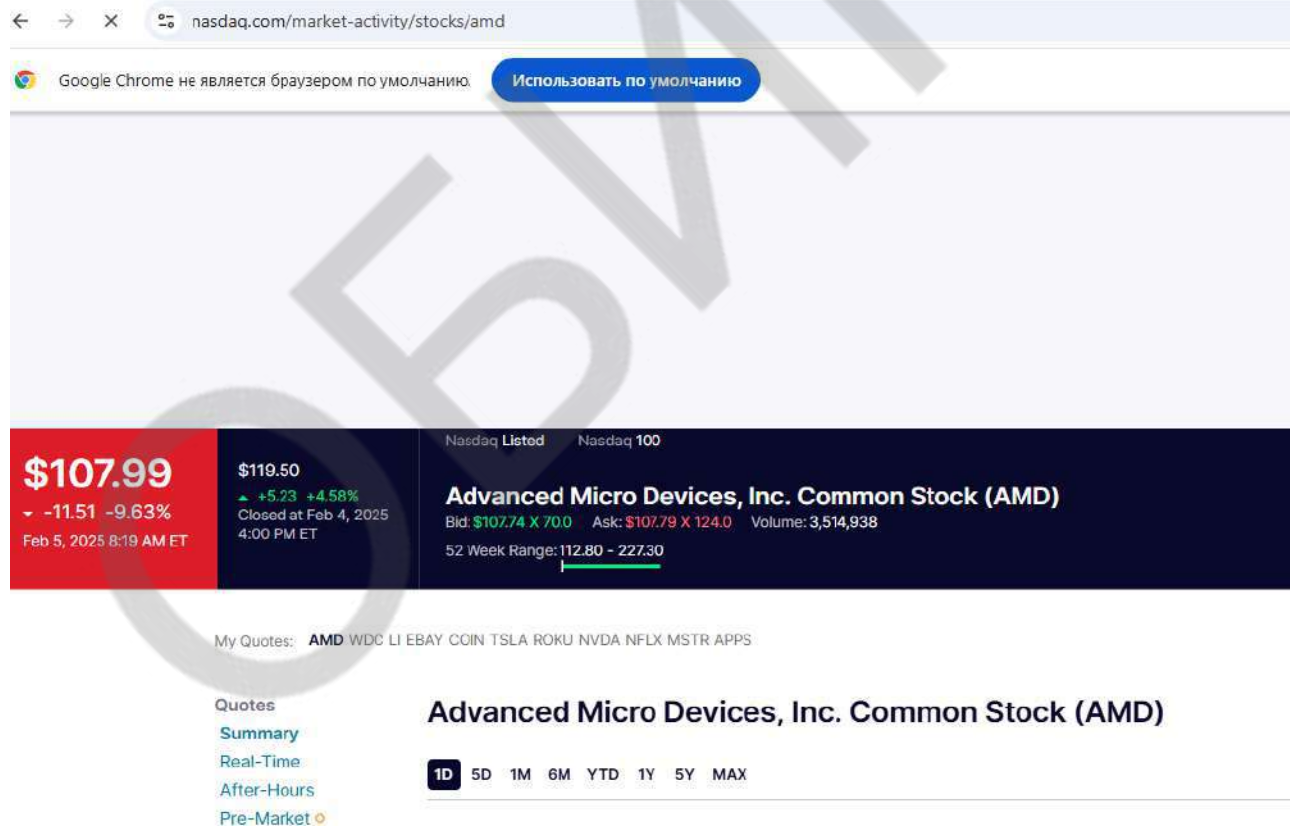 nasdaq.com/market-activity/stocks/amd
Google Chrome не является браузером по умолчанию. Использовать по умолчанию
Nasdaq Listed Nasdaq 100
$107.99
-11.51 -9.63%
Feb 5, 2025 8:19 AM ET
$119.50
+5.23 +4.58%
Closed at Feb 4, 2025
4:00 PM ET
Advanced Micro Devices, Inc. Common Stock (AMD)
Bid: $107.74 X 70.0 Ask: $107.79 X 124.0 Volume: 3,514,938
52 Week Range: 112.80 - 227.30
My Quotes: AMD WDC LI EBAY COIN TSLA ROKU NVDA NFLX MSTR APPS
Quotes
Summary
Real-Time
After-Hours
Pre-Market
Advanced Micro Devices, Inc. Common Stock (AMD)
1D 5D 1M 6M YTD 1Y 5Y MAX